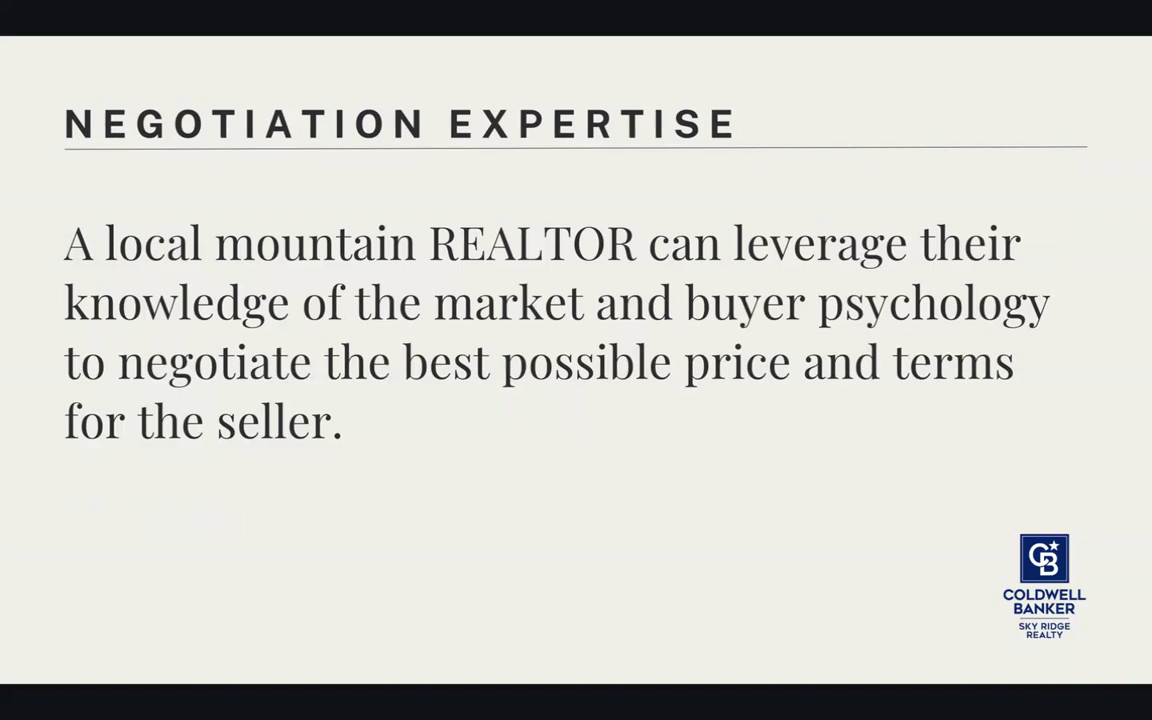 NEGOTIATION EXPERTISE
A local mountain REALTOR can leverage their
knowledge of the market and buyer psychology
to negotiate the best possible price and terms
for the seller.
CB
COLDWELL
BANKER
SKY RIDGE
REALTY